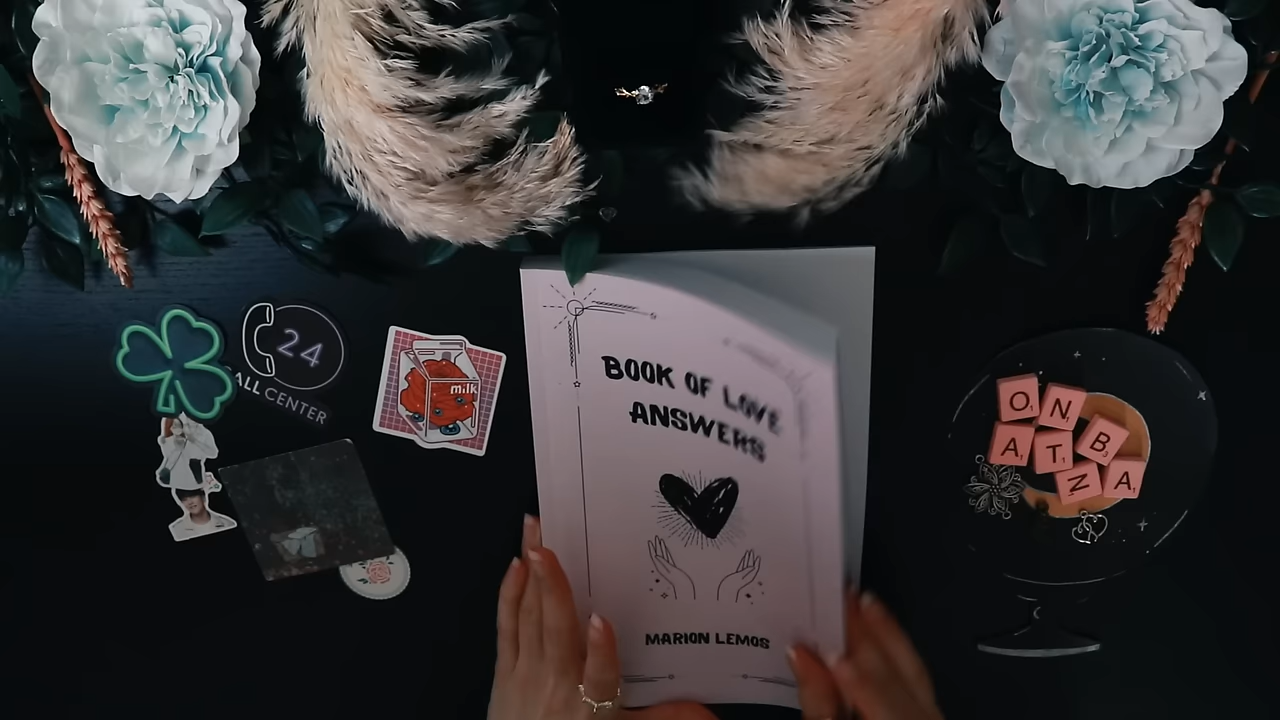 24
ALL CENTER
milk
BOOK OF LOVE
ANSWERS
MARION LEMOS
O N
A T B
Z A